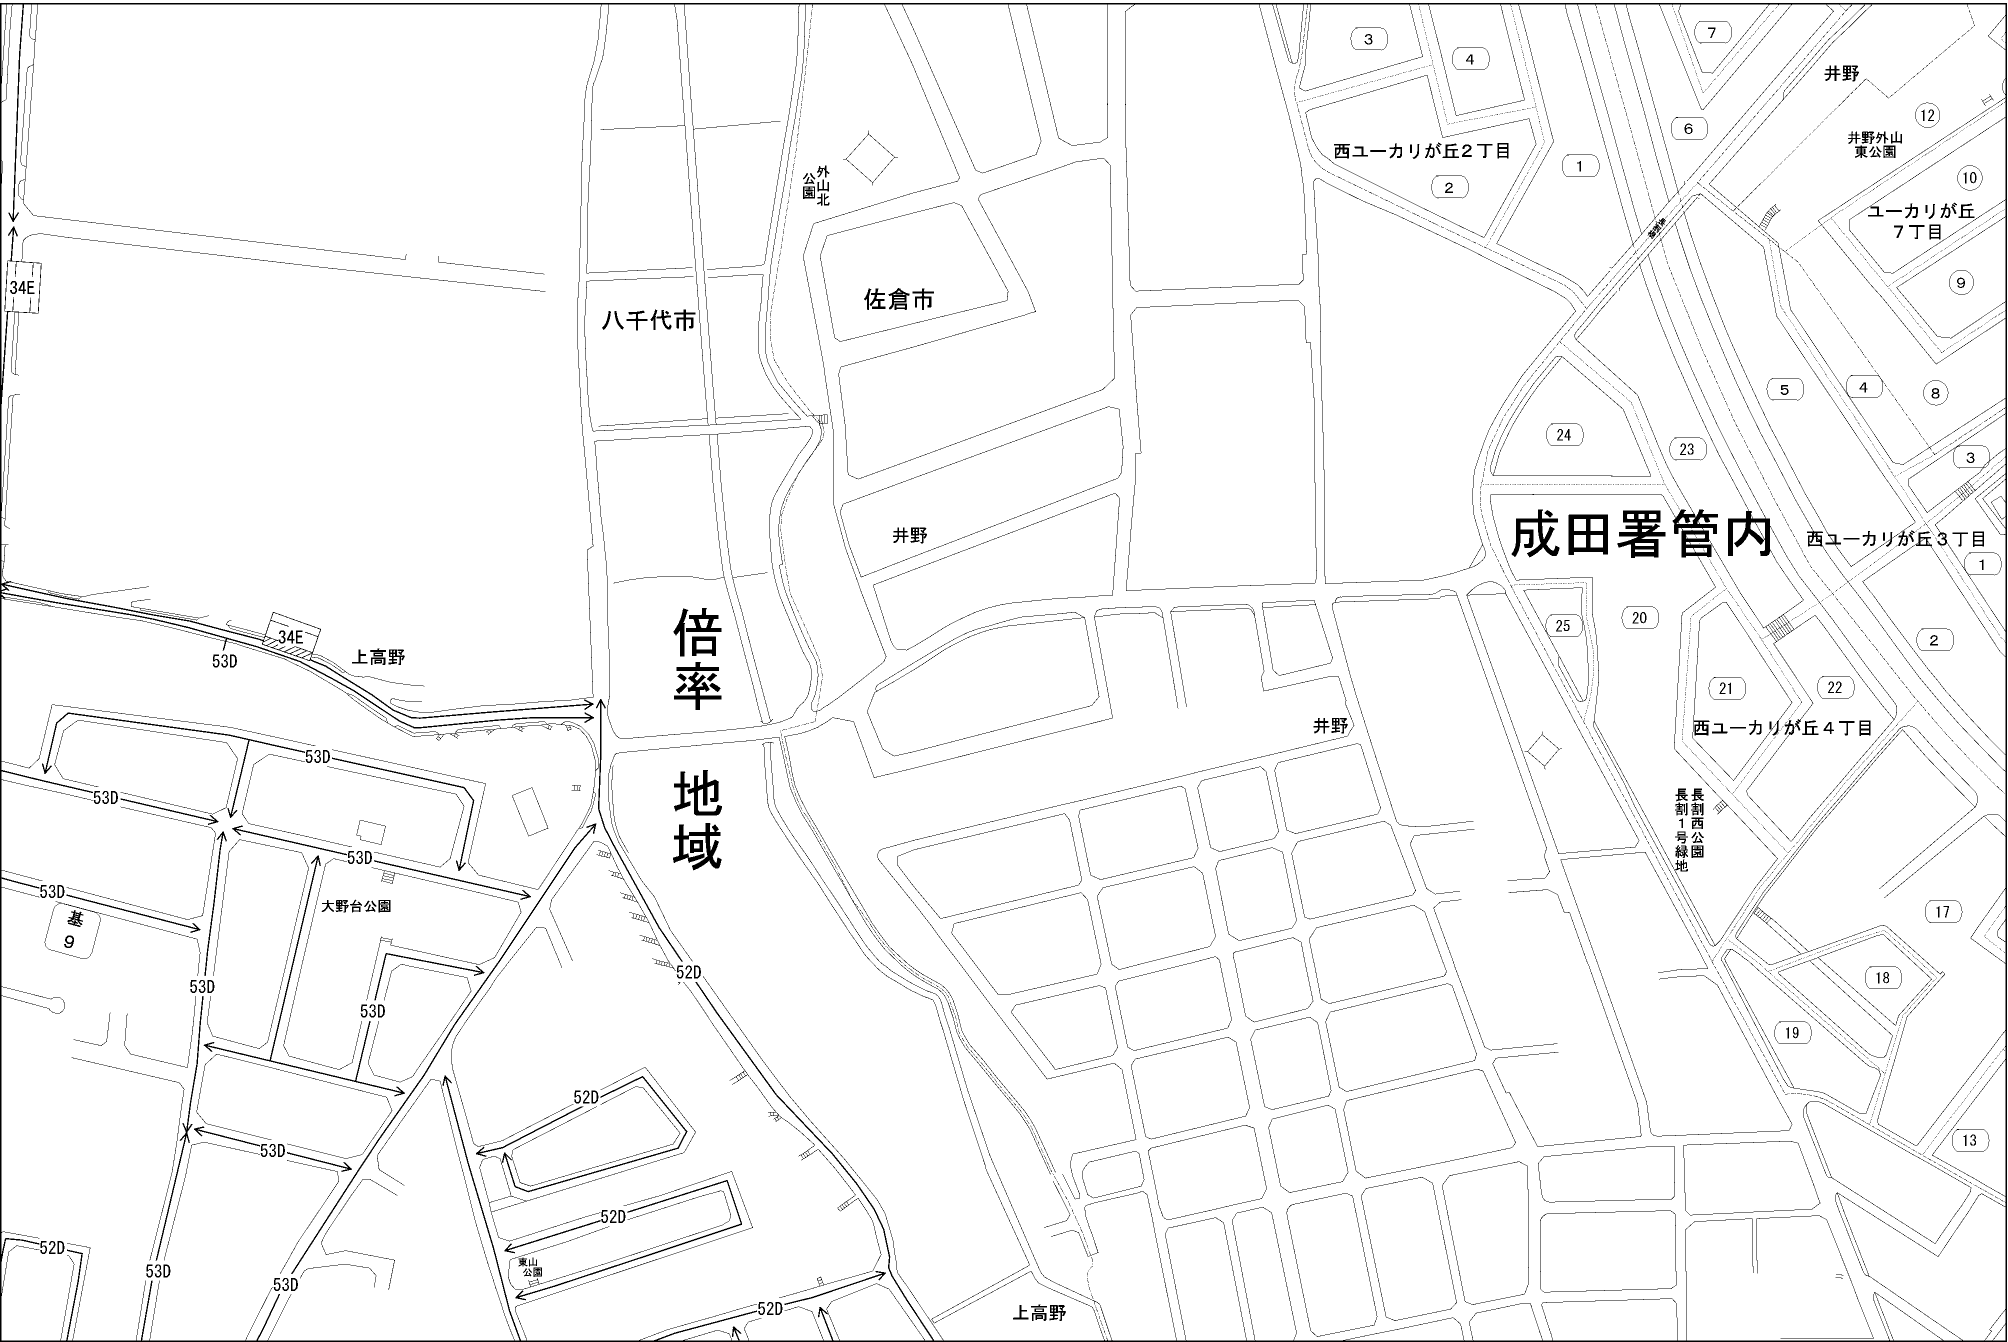 7
3
4
井野
12
6
井野外山
東公園
西ユーカリが丘２丁目
1
2
10
外山北
公園
ユーカリが丘
７丁目
34E
9
佐倉市
八千代市
5
4
8
24
23
3
成田署管内
井野
西ユーカリが丘３丁目
1
倍率
地域
25
20
2
34E
上高野
53D
21
22
井野
西ユーカリが丘４丁目
53D
53D
長割西公園
長割１号緑地
53D
53D
大野台公園
基
9
17
52D
18
53D
53D
19
52D
13
53D
52D
52D
東山
公園
53D
53D
52D
上高野